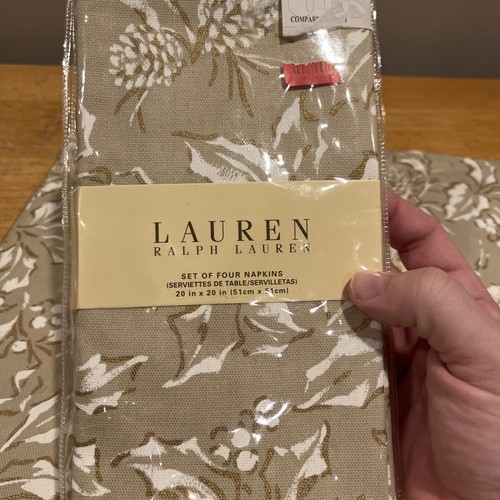 LAUREN
RALPH LAUREN
SET OF FOUR NAPKINS
(SERVIETTES DE TABLE/SERVILLETAS)
20 in x 20 in (51cm x 51cm)